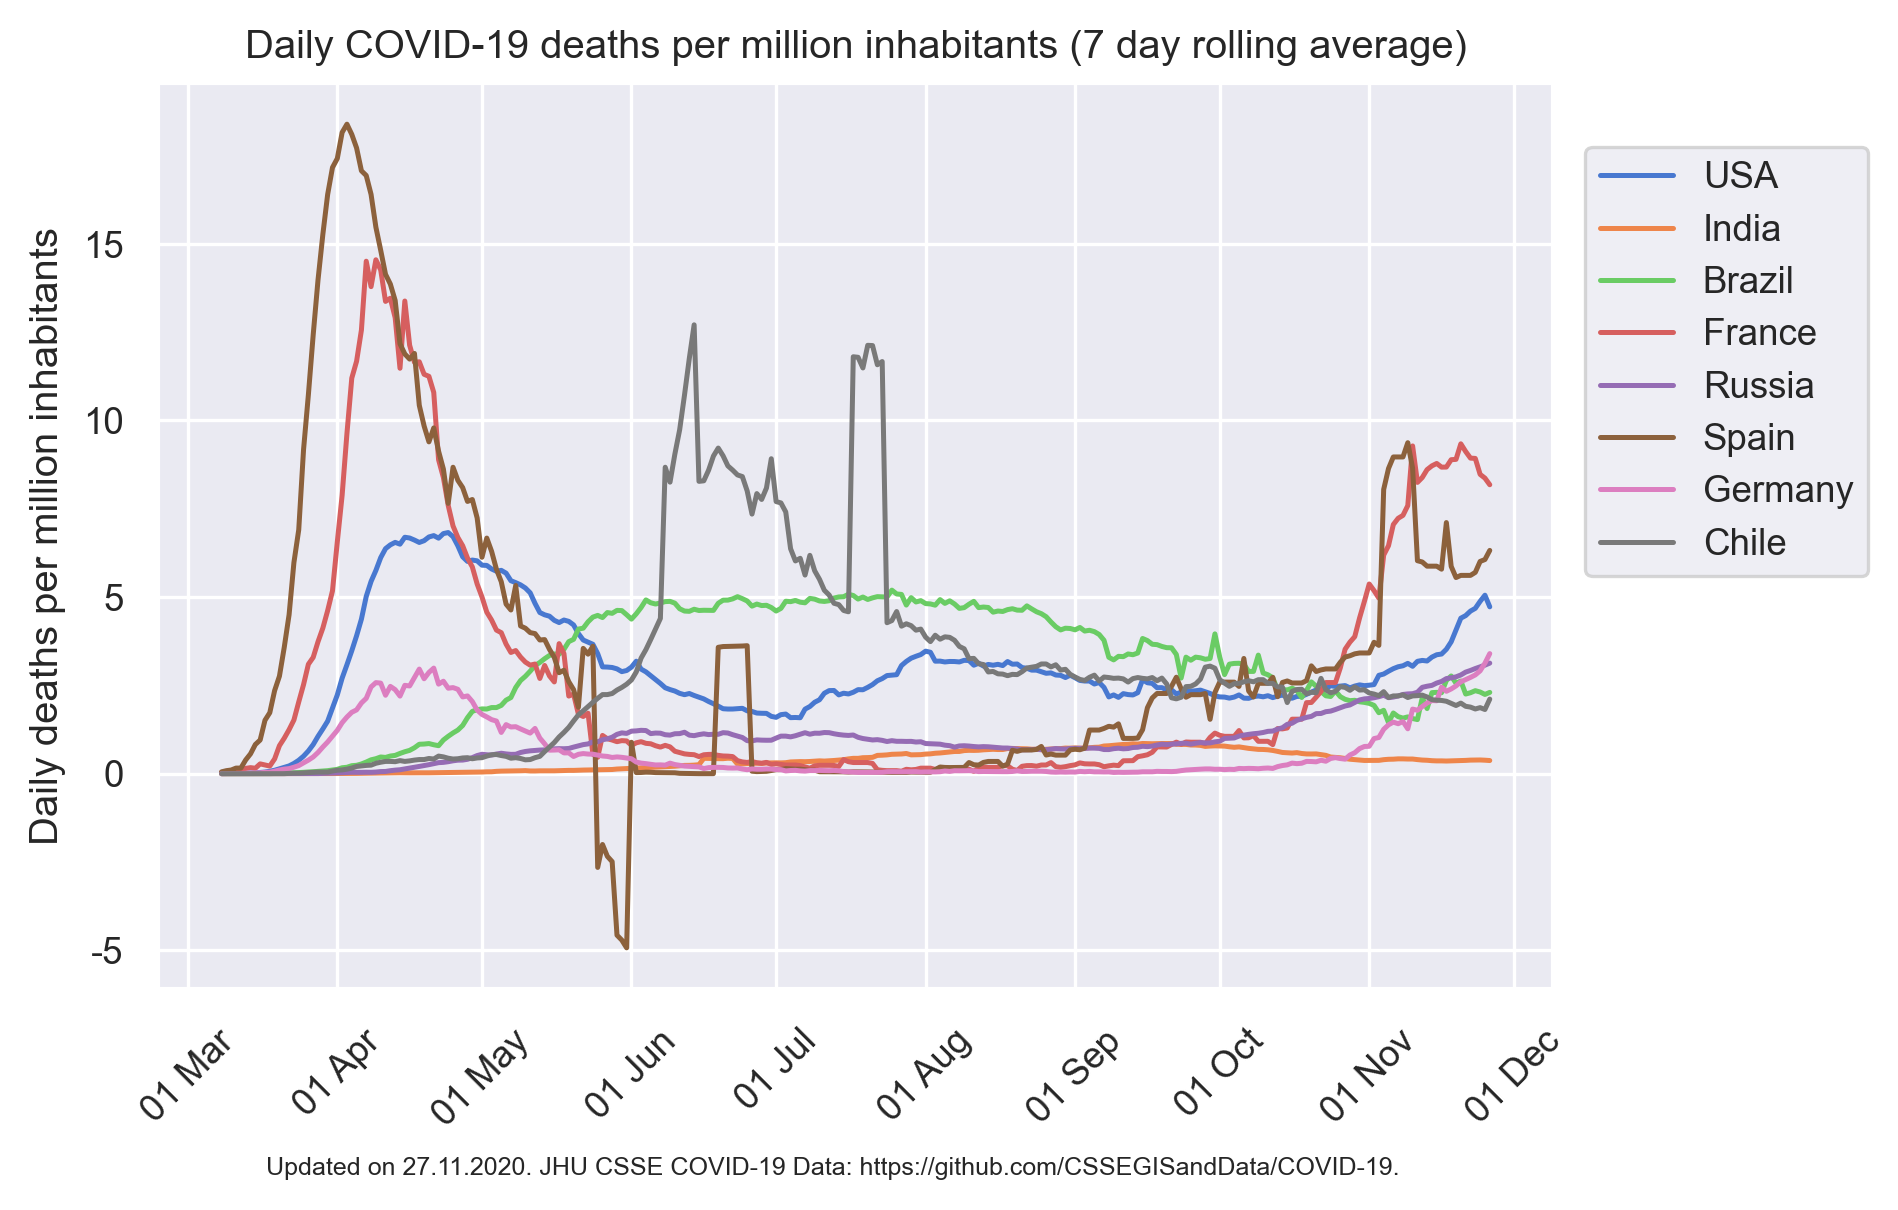 Daily COVID-19 deaths per million inhabitants (7 day rolling average)
Daily deaths per million inhabitants
15
10
5
0
-5
01 Mar
01 Apr
01 May
01 Jun
01 Jul
01 Aug
01 Sep
01 Oct
01 Nov
01 Dec
USA
India
Brazil
France
Russia
Spain
Germany
Chile
Updated on 27.11.2020. JHU CSSE COVID-19 Data: https://github.com/CSSEGISandData/COVID-19.